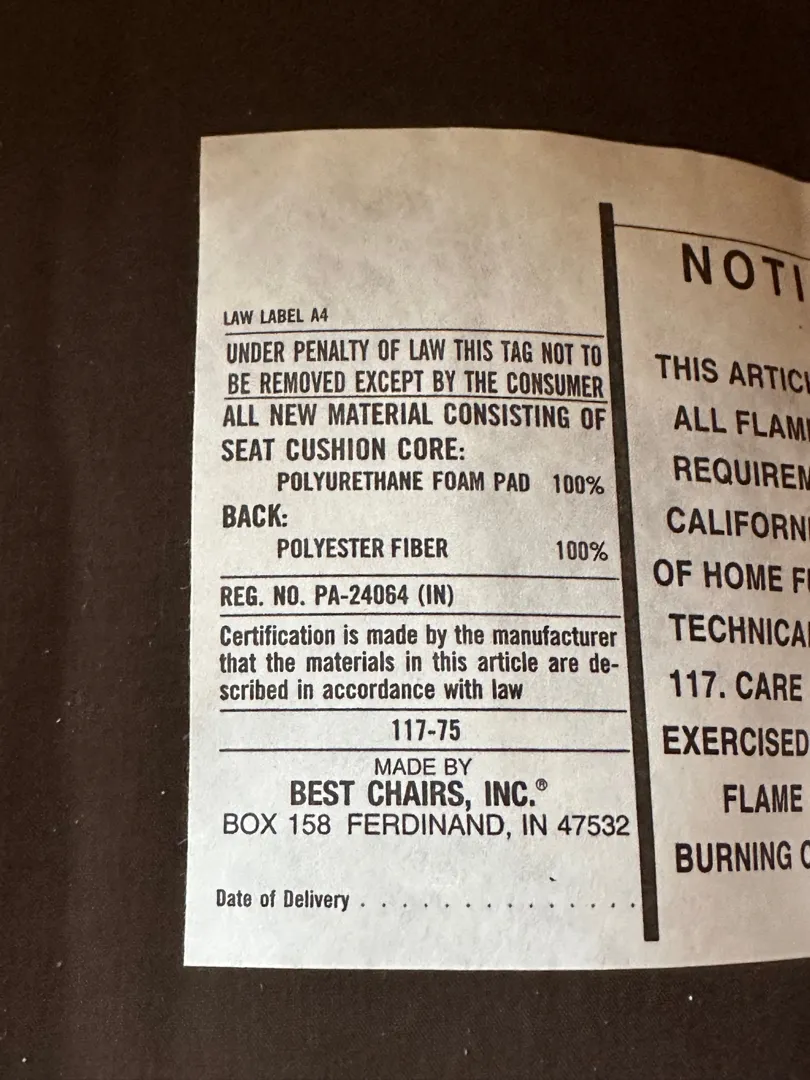 LAW LABEL A4
UNDER PENALTY OF LAW THIS TAG NOT TO
BE REMOVED EXCEPT BY THE CONSUMER
ALL NEW MATERIAL CONSISTING OF
SEAT CUSHION CORE:
POLYURETHANE FOAM PAD 100%
BACK:
POLYESTER FIBER 100%
REG. NO. PA-24064 (IN)
Certification is made by the manufacturer
that the materials in this article are de-
scribed in accordance with law
117-75
MADE BY
BEST CHAIRS, INC.®
BOX 158 FERDINAND, IN 47532
Date of Delivery . . . . . . . . . . . . . . .
NOTI
THIS ARTIC
ALL FLAM
REQUIREM
CALIFORN
OF HOME F
TECHNICA
117. CARE
EXERCISED
FLAME
BURNING